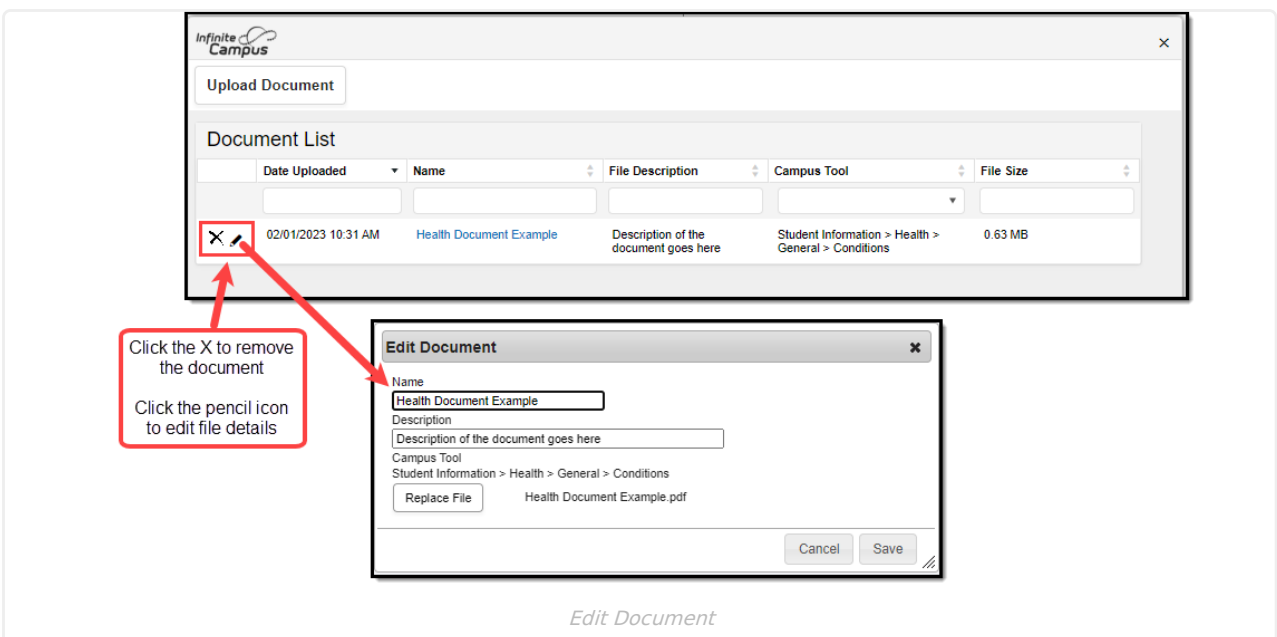 Infinite
Campus
Upload Document
Document List
Date Uploaded Name File Description Campus Tool File Size
02/01/2023 10:31 AM Health Document Example Description of the Student Information > Health > 0.63 MB
document goes here General > Conditions
Click the X to remove
the document
Click the pencil icon
to edit file details
Edit Document
Name
Health Document Example
Description
Description of the document goes here
Campus Tool
Student Information > Health > General > Conditions
Replace File Health Document Example.pdf
Cancel Save
Edit Document